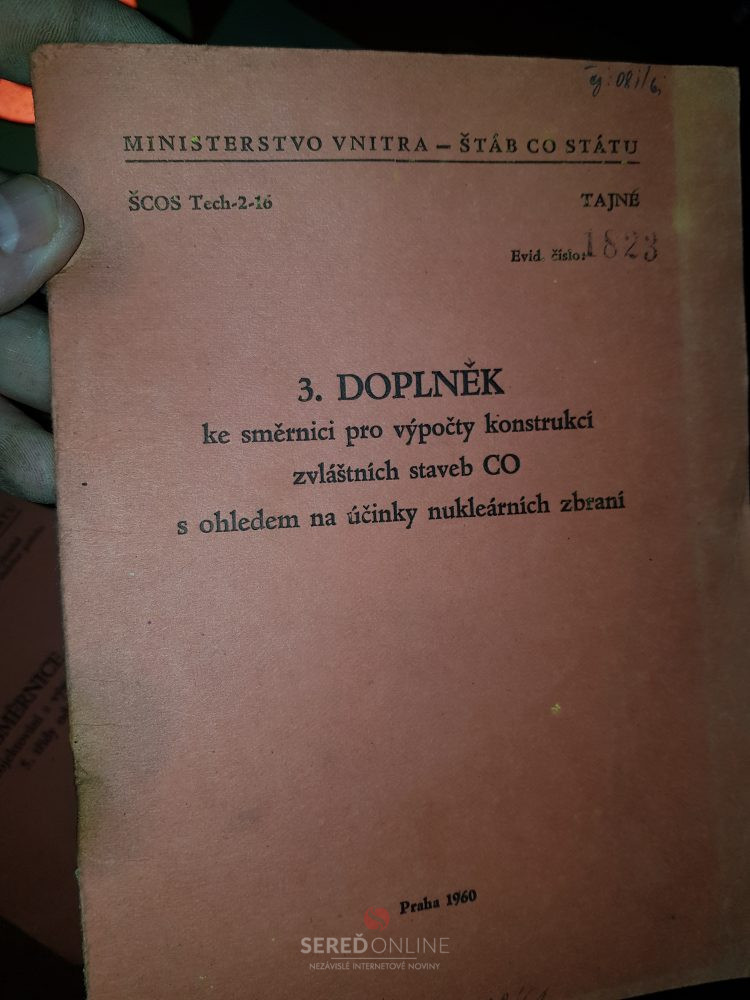 MINISTERSTVO VNITRA – ŠTÁB CO STÁTU
ŠCOS Tech-2-16 TAJNÉ
Evid. číslo: 1823
3. DOPLNĚK
ke směrnici pro výpočty konstrukcí
zvláštních staveb CO
s ohledem na účinky nukleárních zbraní
Praha 1960
SEREĎONLINE
NEZÁVISLÉ INTERNETOVÉ NOVINY